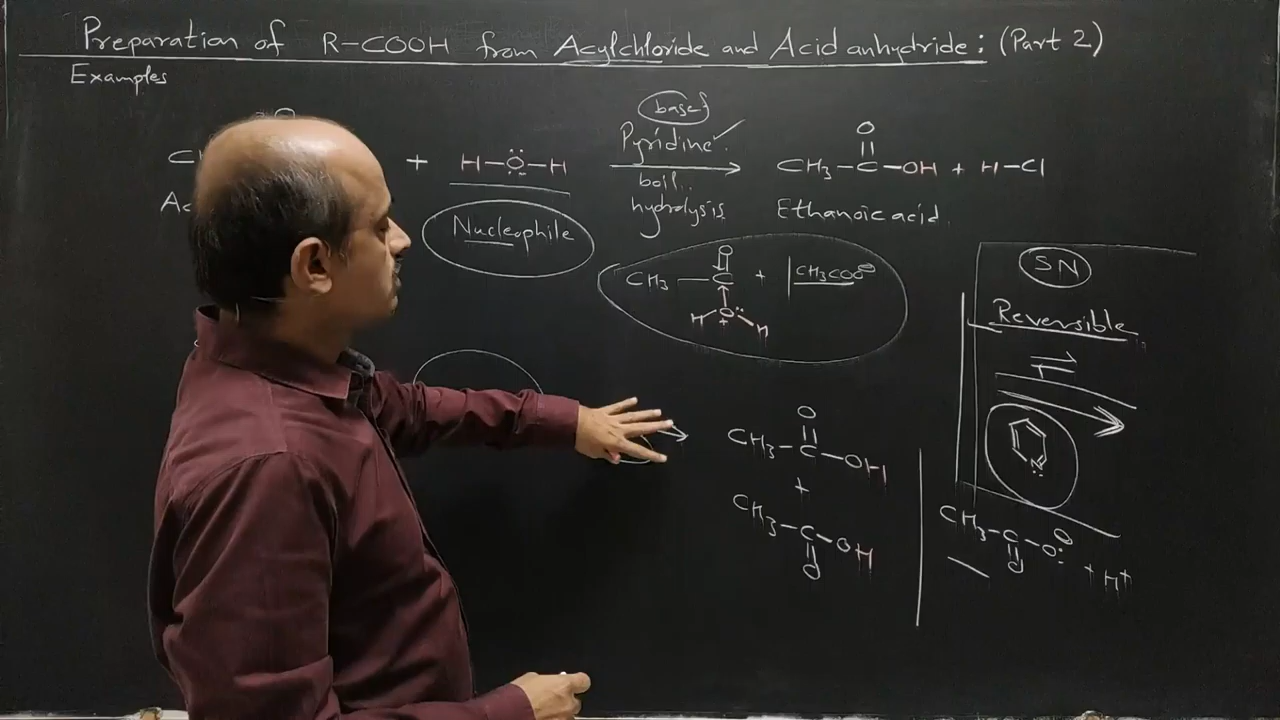 Preparation of R-COOH from Acylchloride and Acid anhydride: (Part 2)
Examples
base
Pyridine
boil..
hydrolysis
+ H-O-H
Nucleophile
O
CH3-C-OH + H-Cl
Ethanoic acid.
O
CH3-C + CH3COO⊖
H O H
+
SN
Reversible
⇌
N
O
CH3-C-OH
+
CH3-C-OH
O
CH3-C-O⊖ + H+
O